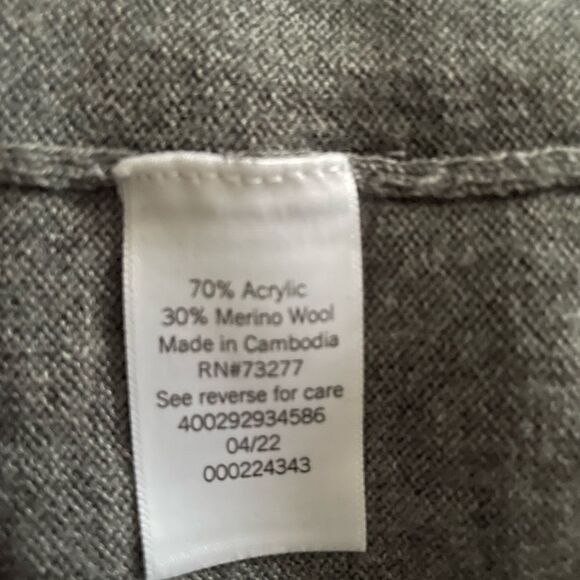 70% Acrylic
30% Merino Wool
Made in Cambodia
RN#73277
See reverse for care
400292934586
04/22
000224343